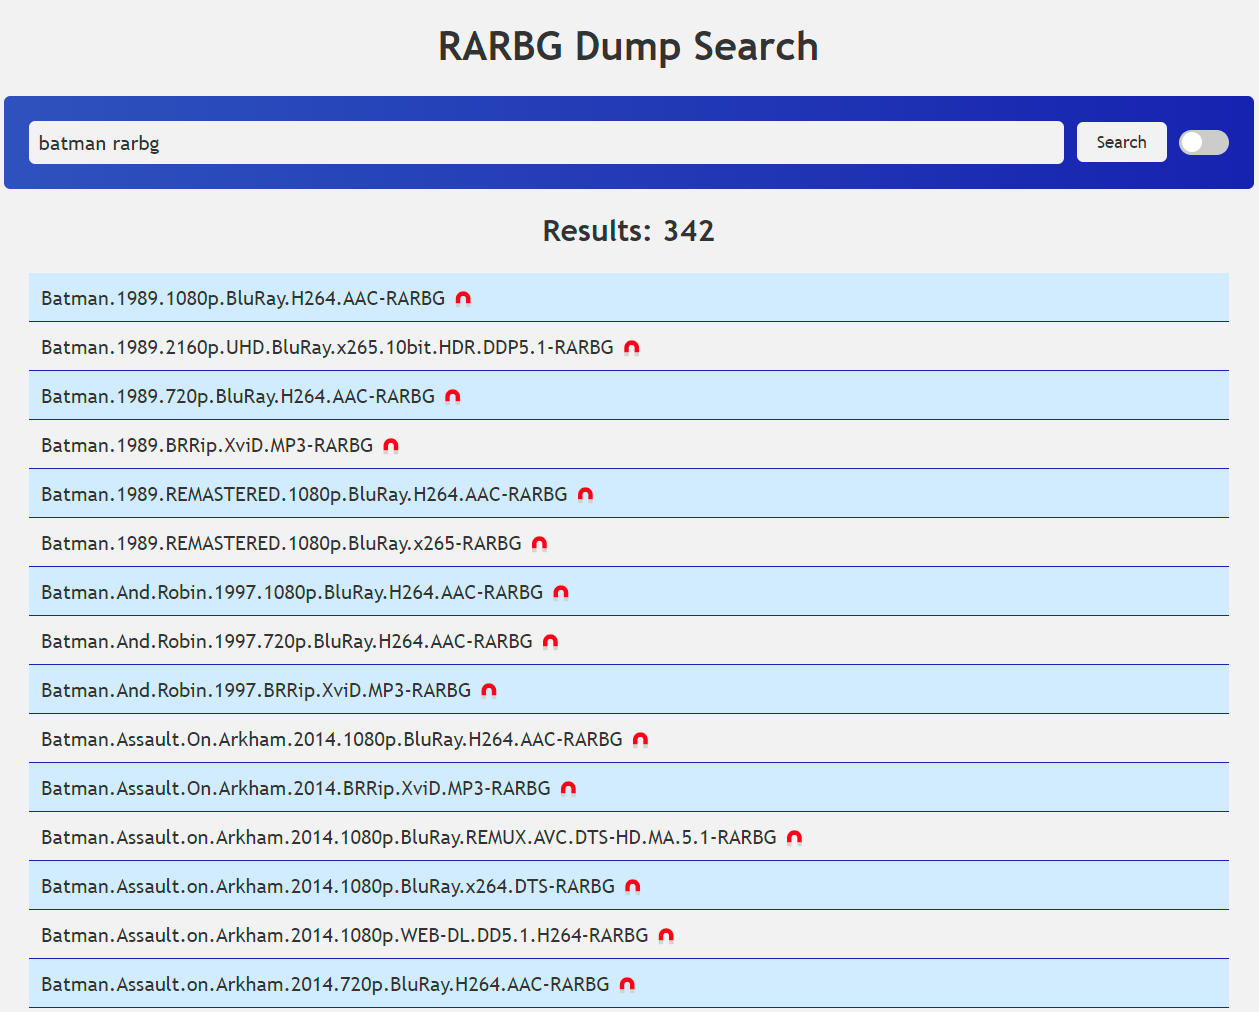 RARBG Dump Search
batman rarbg
Search
Results: 342
Batman.1989.1080p.BluRay.H264.AAC-RARBG
Batman.1989.2160p.UHD.BluRay.x265.10bit.HDR.DDP5.1-RARBG
Batman.1989.720p.BluRay.H264.AAC-RARBG
Batman.1989.BRRip.XviD.MP3-RARBG
Batman.1989.REMASTERED.1080p.BluRay.H264.AAC-RARBG
Batman.1989.REMASTERED.1080p.BluRay.x265-RARBG
Batman.And.Robin.1997.1080p.BluRay.H264.AAC-RARBG
Batman.And.Robin.1997.720p.BluRay.H264.AAC-RARBG
Batman.And.Robin.1997.BRRip.XviD.MP3-RARBG
Batman.Assault.On.Arkham.2014.1080p.BluRay.H264.AAC-RARBG
Batman.Assault.On.Arkham.2014.BRRip.XviD.MP3-RARBG
Batman.Assault.on.Arkham.2014.1080p.BluRay.REMUX.AVC.DTS-HD.MA.5.1-RARBG
Batman.Assault.on.Arkham.2014.1080p.BluRay.x264.DTS-RARBG
Batman.Assault.on.Arkham.2014.1080p.WEB-DL.DD5.1.H264-RARBG
Batman.Assault.on.Arkham.2014.720p.BluRay.H264.AAC-RARBG